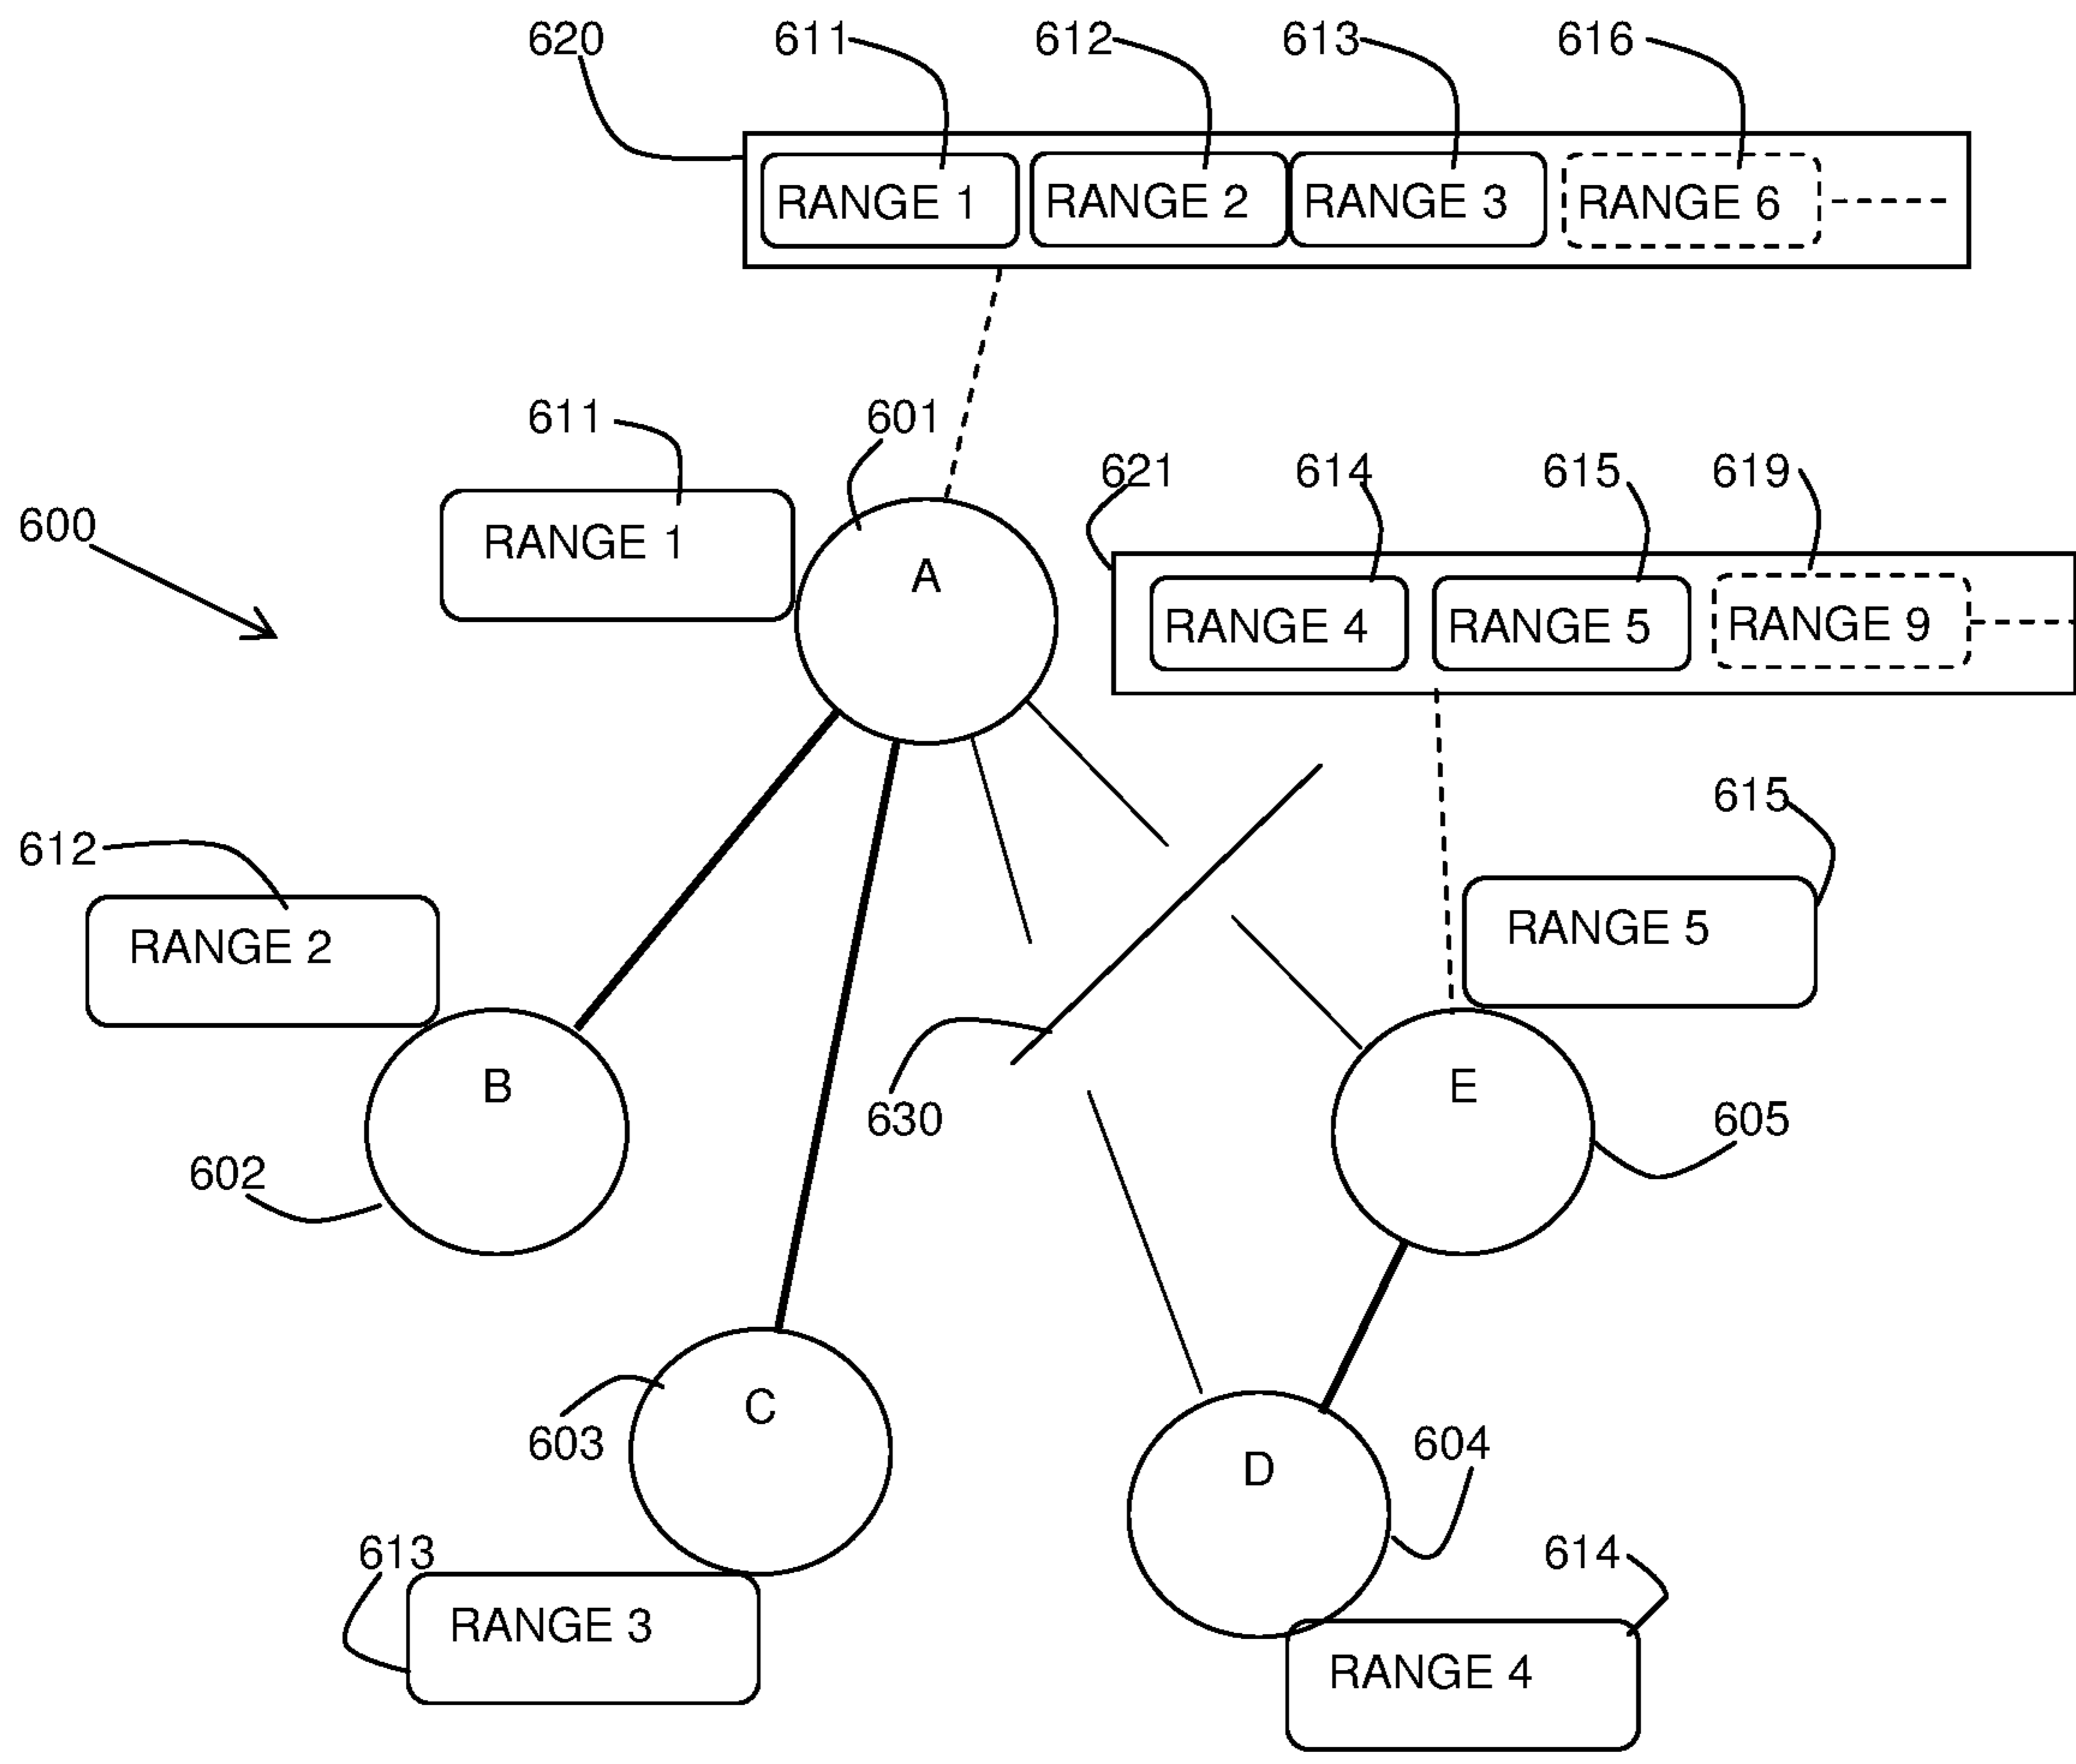 620 611 612 613 616
RANGE 1 RANGE 2 RANGE 3 RANGE 6
611 601
621 614 615 619
600
RANGE 1
A
RANGE 4 RANGE 5 RANGE 9
615
612
RANGE 2
RANGE 5
B
E
630 605
602
C
603
604
D
613
614
RANGE 3
RANGE 4